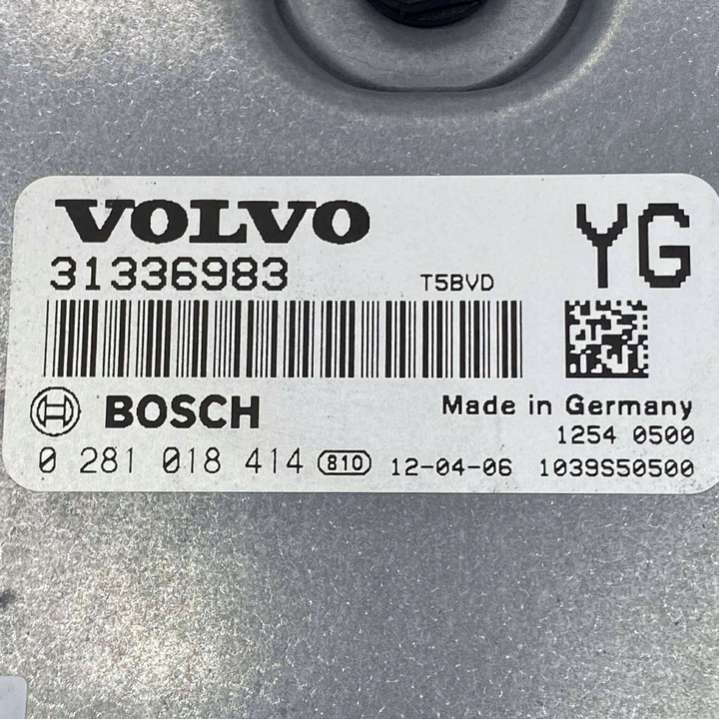 VOLVO YG
31336983 T5BVD
BOSCH Made in Germany
1254 0500
0 281 018 414 810 12-04-06 1039S50500